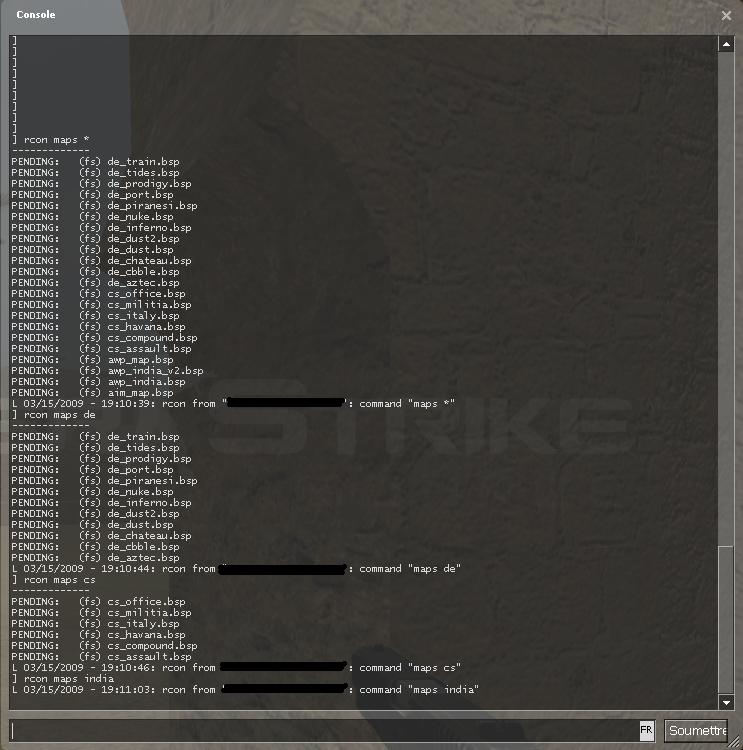 Console
]
]
]
]
]
]
]
]
]
] rcon maps *
-------------
PENDING:   (fs) de_train.bsp
PENDING:   (fs) de_tides.bsp
PENDING:   (fs) de_prodigy.bsp
PENDING:   (fs) de_port.bsp
PENDING:   (fs) de_piranesi.bsp
PENDING:   (fs) de_nuke.bsp
PENDING:   (fs) de_inferno.bsp
PENDING:   (fs) de_dust2.bsp
PENDING:   (fs) de_dust.bsp
PENDING:   (fs) de_chateau.bsp
PENDING:   (fs) de_cbble.bsp
PENDING:   (fs) de_aztec.bsp
PENDING:   (fs) cs_office.bsp
PENDING:   (fs) cs_militia.bsp
PENDING:   (fs) cs_italy.bsp
PENDING:   (fs) cs_havana.bsp
PENDING:   (fs) cs_compound.bsp
PENDING:   (fs) cs_assault.bsp
PENDING:   (fs) awp_map.bsp
PENDING:   (fs) awp_india_v2.bsp
PENDING:   (fs) awp_india.bsp
PENDING:   (fs) aim_map.bsp
L 03/15/2009 - 19:10:39: rcon from "": command "maps *"
] rcon maps de
-------------
PENDING:   (fs) de_train.bsp
PENDING:   (fs) de_tides.bsp
PENDING:   (fs) de_prodigy.bsp
PENDING:   (fs) de_port.bsp
PENDING:   (fs) de_piranesi.bsp
PENDING:   (fs) de_nuke.bsp
PENDING:   (fs) de_inferno.bsp
PENDING:   (fs) de_dust2.bsp
PENDING:   (fs) de_dust.bsp
PENDING:   (fs) de_chateau.bsp
PENDING:   (fs) de_cbble.bsp
PENDING:   (fs) de_aztec.bsp
L 03/15/2009 - 19:10:44: rcon from : command "maps de"
] rcon maps cs
-------------
PENDING:   (fs) cs_office.bsp
PENDING:   (fs) cs_militia.bsp
PENDING:   (fs) cs_italy.bsp
PENDING:   (fs) cs_havana.bsp
PENDING:   (fs) cs_compound.bsp
PENDING:   (fs) cs_assault.bsp
L 03/15/2009 - 19:10:46: rcon from : command "maps cs"
] rcon maps india
L 03/15/2009 - 19:11:03: rcon from : command "maps india"
STRIKE
FR
Soumettre